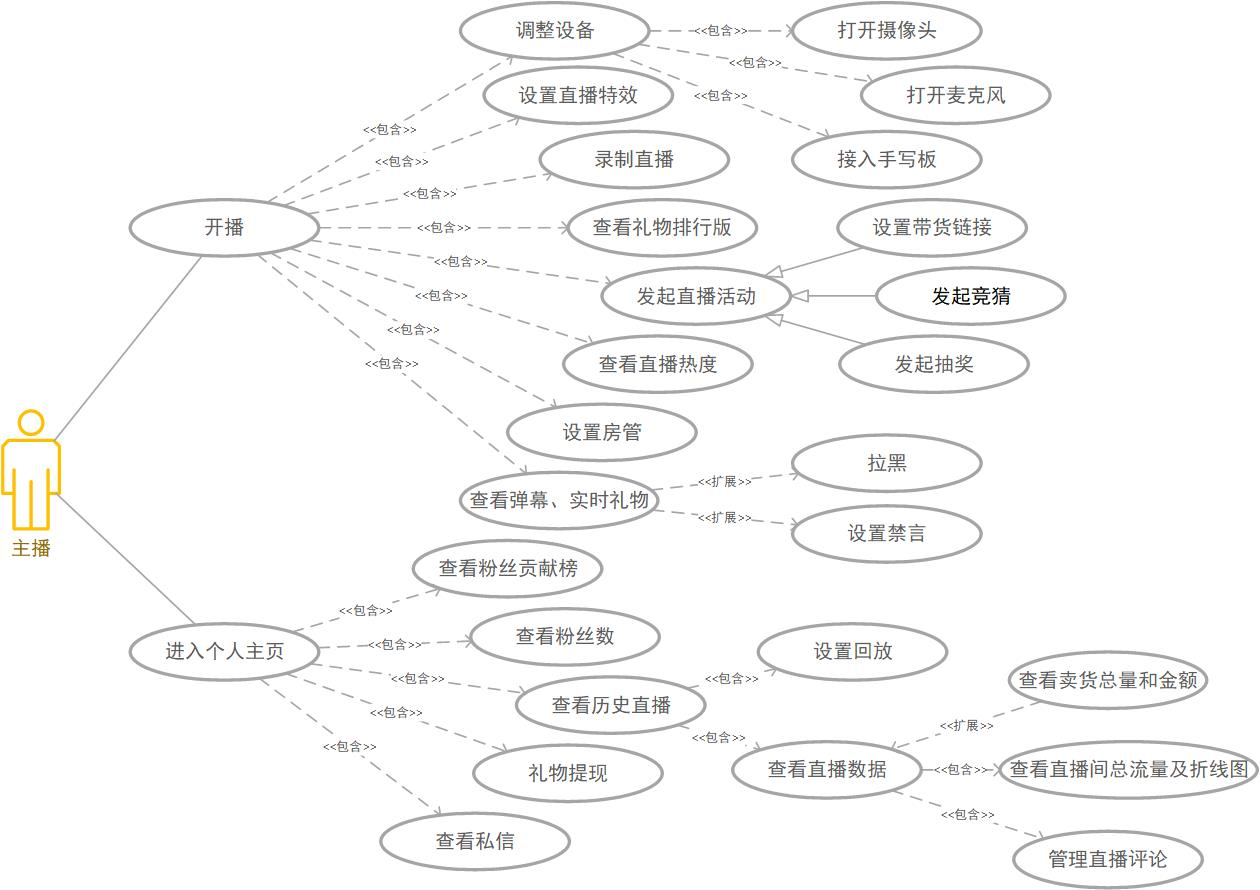 调整设备
<<包含>>
打开摄像头
<<包含>>
设置直播特效
<<包含>>
打开麦克风
<<包含>>
<<包含>>
录制直播
接入手写板
<<包含>>
开播
<<包含>>
查看礼物排行版
设置带货链接
<<包含>>
<<包含>>
发起直播活动
发起竞猜
<<包含>>
<<包含>>
查看直播热度
发起抽奖
设置房管
拉黑
<<扩展>>
查看弹幕、实时礼物
<<扩展>>
设置禁言
主播
查看粉丝贡献榜
<<包含>>
查看粉丝数
<<包含>>
进入个人主页
设置回放
<<包含>>
<<包含>>
查看卖货总量和金额
查看历史直播
<<包含>>
<<扩展>>
<<包含>>
<<包含>>
礼物提现
查看直播数据
<<包含>>
查看直播间总流量及折线图
<<包含>>
查看私信
管理直播评论